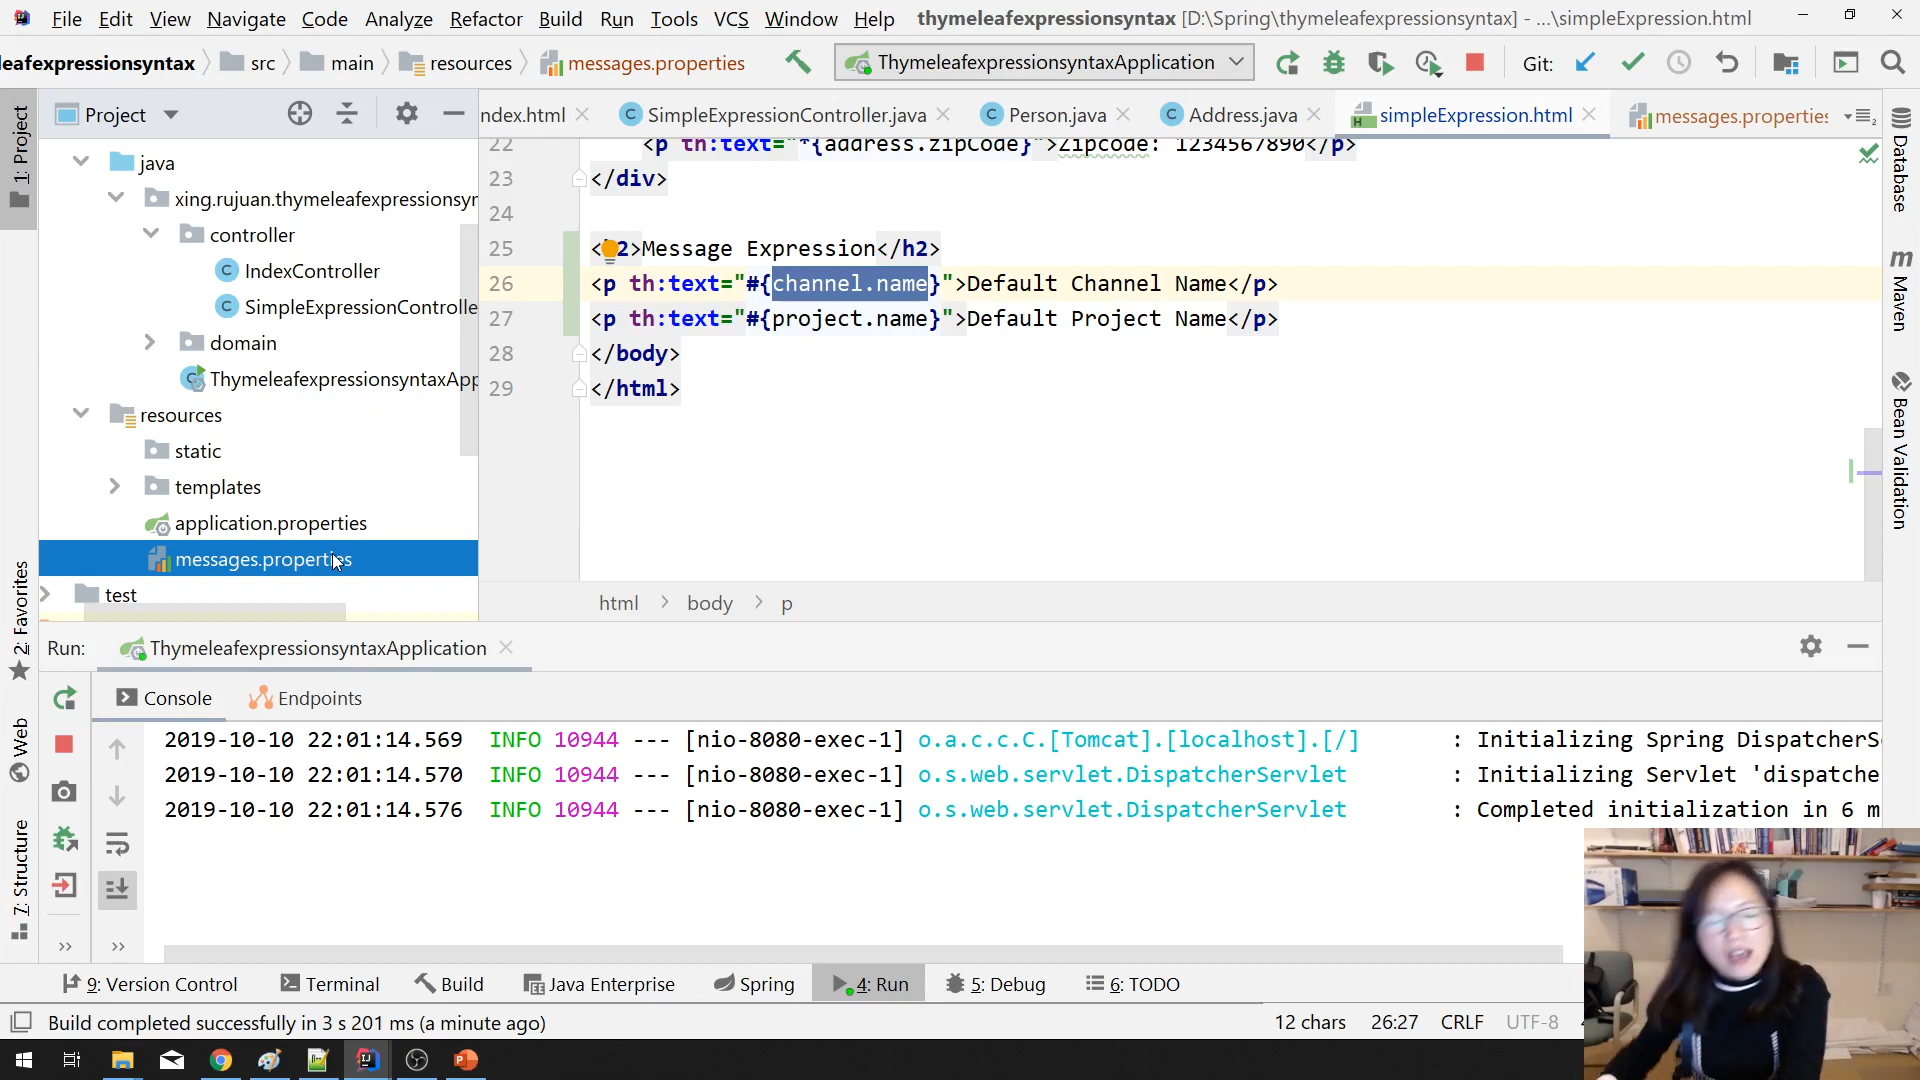 File Edit View Navigate Code Analyze Refactor Build Run Tools VCS Window Help thymeleafexpressionsyntax [D:\Spring\thymeleafexpressionsyntax] - ...\simpleExpression.html
eafexpressionsyntax src main resources messages.properties ThymeleafexpressionsyntaxApplication Git:
1: Project
Project
ndex.html SimpleExpressionController.java Person.java Address.java simpleExpression.html messages.properties
java
xing.rujuan.thymeleafexpressionsyr
controller
IndexController
SimpleExpressionControlle
domain
ThymeleafexpressionsyntaxApp
resources
static
templates
application.properties
messages.properties
test
22 <p th:text="*{address.zipCode}">Zipcode: 1234567890</p>
23 </div>
24
25 <h2>Message Expression</h2>
26 <p th:text="#{channel.name}">Default Channel Name</p>
27 <p th:text="#{project.name}">Default Project Name</p>
28 </body>
29 </html>
html body p
Database
Maven
Bean Validation
2: Favorites
Web
7: Structure
Run: ThymeleafexpressionsyntaxApplication
Console Endpoints
2019-10-10 22:01:14.569 INFO 10944 --- [nio-8080-exec-1] o.a.c.c.C.[Tomcat].[localhost].[/] : Initializing Spring DispatcherS
2019-10-10 22:01:14.570 INFO 10944 --- [nio-8080-exec-1] o.s.web.servlet.DispatcherServlet : Initializing Servlet 'dispatche
2019-10-10 22:01:14.576 INFO 10944 --- [nio-8080-exec-1] o.s.web.servlet.DispatcherServlet : Completed initialization in 6 m
9: Version Control Terminal Build Java Enterprise Spring 4: Run 5: Debug 6: TODO
Build completed successfully in 3 s 201 ms (a minute ago) 12 chars 26:27 CRLF UTF-8